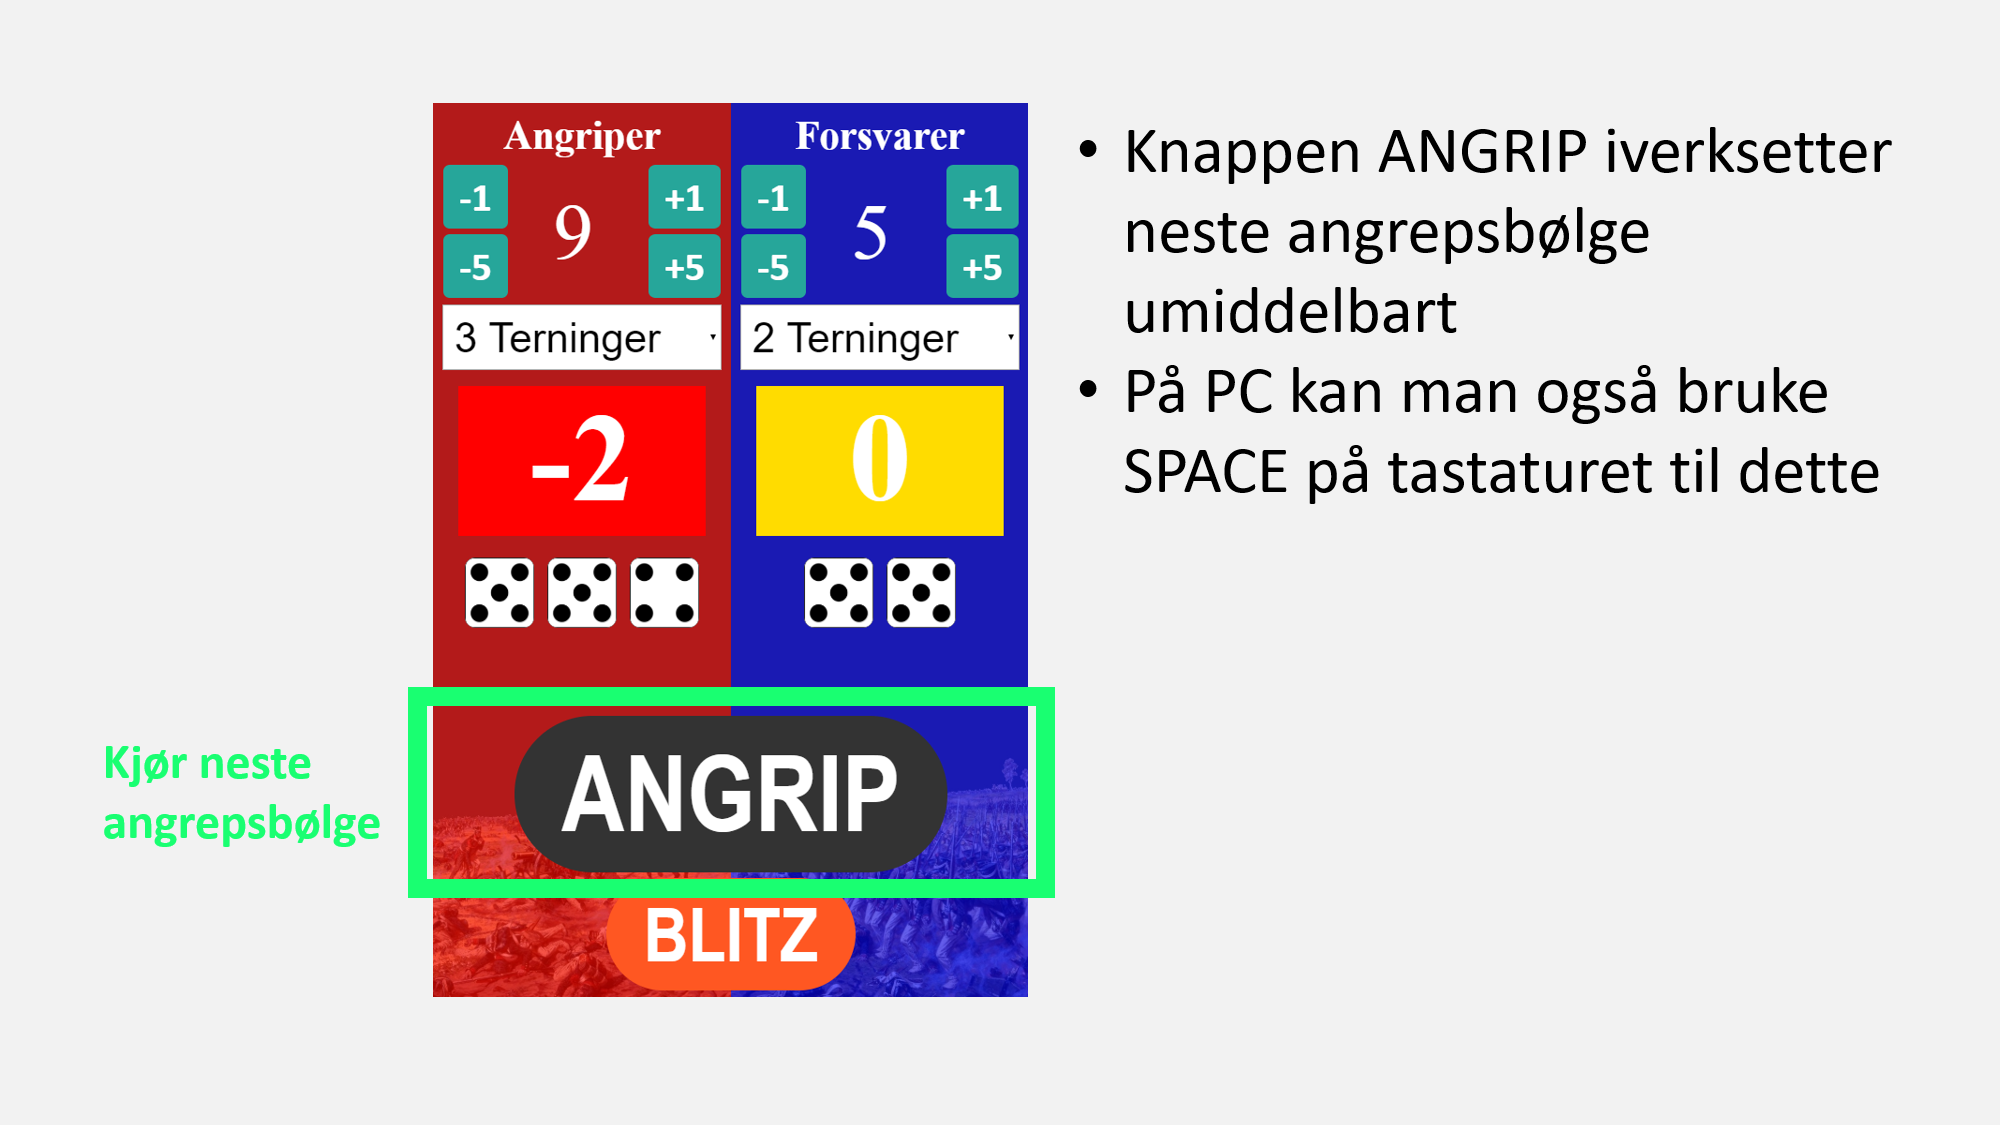 Angriper
Forsvarer
-1
9
+1
-5
+5
-1
5
+1
-5
+5
3 Terninger
2 Terninger
-2
0
ANGRIP
BLITZ
Kjør neste
angrepsbølge
• Knappen ANGRIP iverksetter
neste angrepsbølge
umiddelbart
• På PC kan man også bruke
SPACE på tastaturet til dette